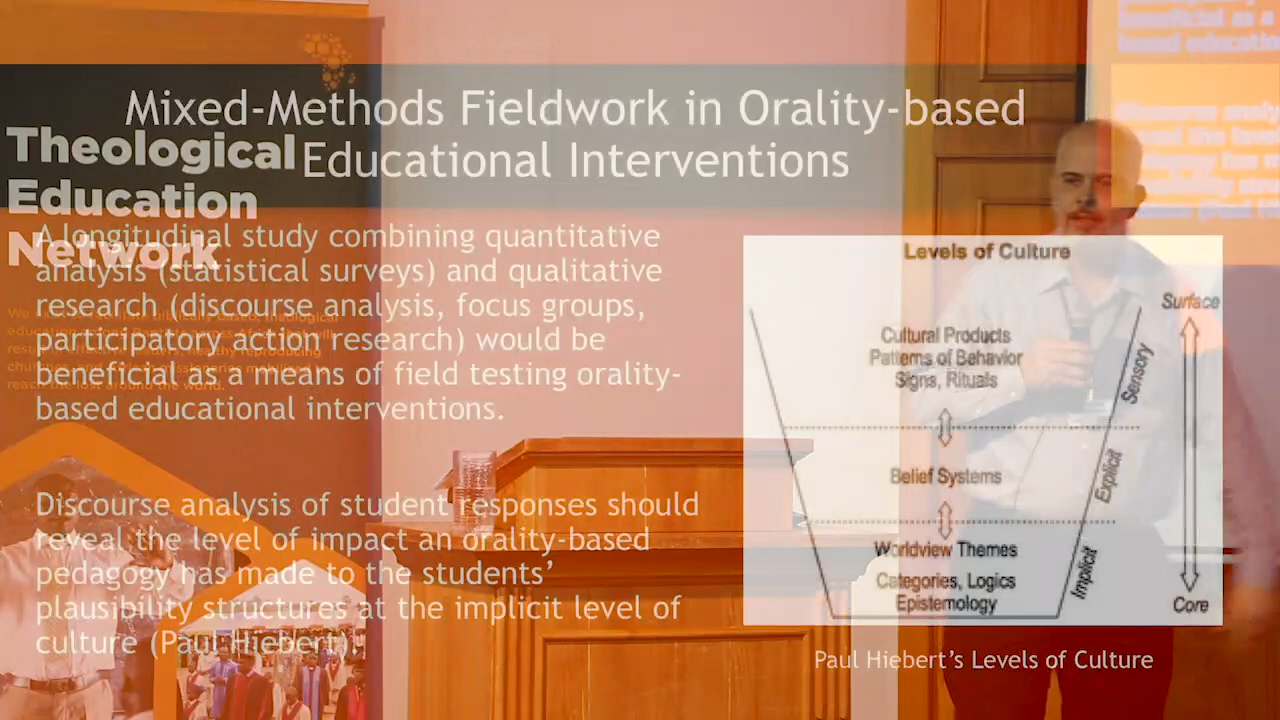 Mixed-Methods Fieldwork in Orality-based
Educational Interventions
Theological
Education
Network
A longitudinal study combining quantitative
analysis (statistical surveys) and qualitative
research (discourse analysis, focus groups,
participatory action research) would be
beneficial as a means of field testing orality-
based educational interventions.
Discourse analysis of student responses should
reveal the level of impact an orality-based
pedagogy has made to the students’
plausibility structures at the implicit level of
culture (Paul Hiebert).
Levels of Culture
Surface
Cultural Products
Patterns of Behavior
Signs, Rituals
Sensory
Belief Systems
Explicit
Worldview Themes
Categories, Logics
Epistemology
Implicit
Core
Paul Hiebert’s Levels of Culture